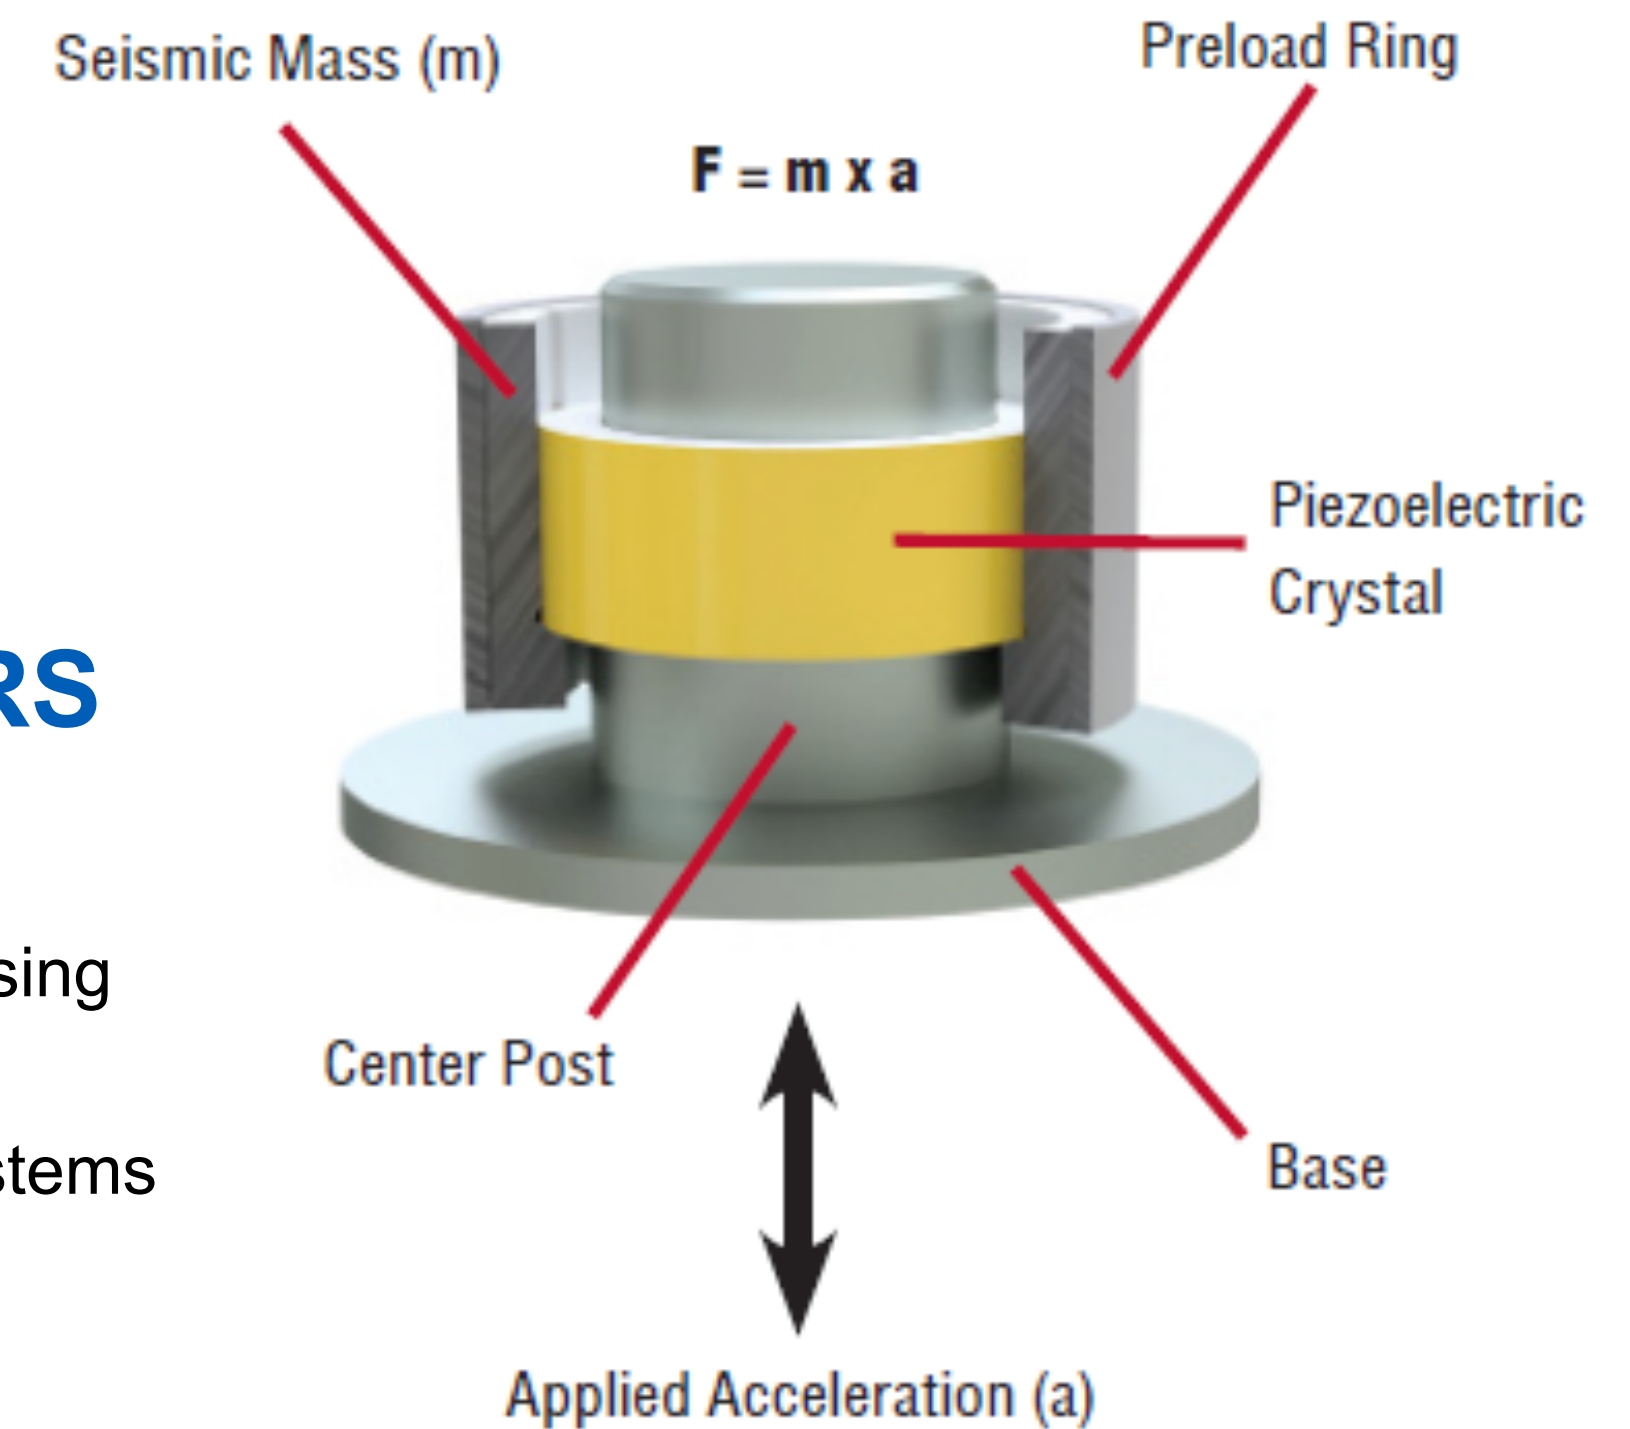 Seismic Mass (m)
Preload Ring
F = m x a
Piezoelectric
Crystal
RS
sing
Center Post
stems
Base
Applied Acceleration (a)